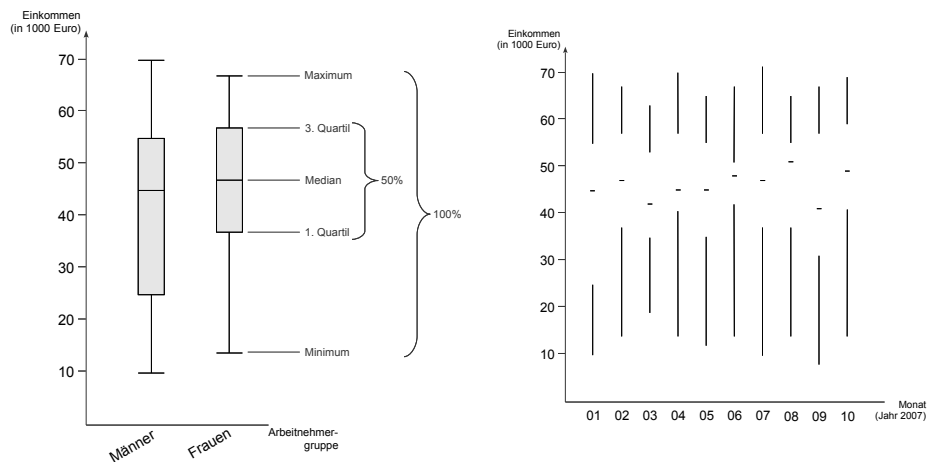 Einkommen
(in 1000 Euro)
70
60
50
40
30
20
10
Maximum
3. Quartil
Median
50%
100%
1. Quartil
Minimum
Männer
Frauen
Arbeitnehmer-
gruppe
Einkommen
(in 1000 Euro)
70
60
50
40
30
20
10
01 02 03 04 05 06 07 08 09 10
Monat
(Jahr 2007)